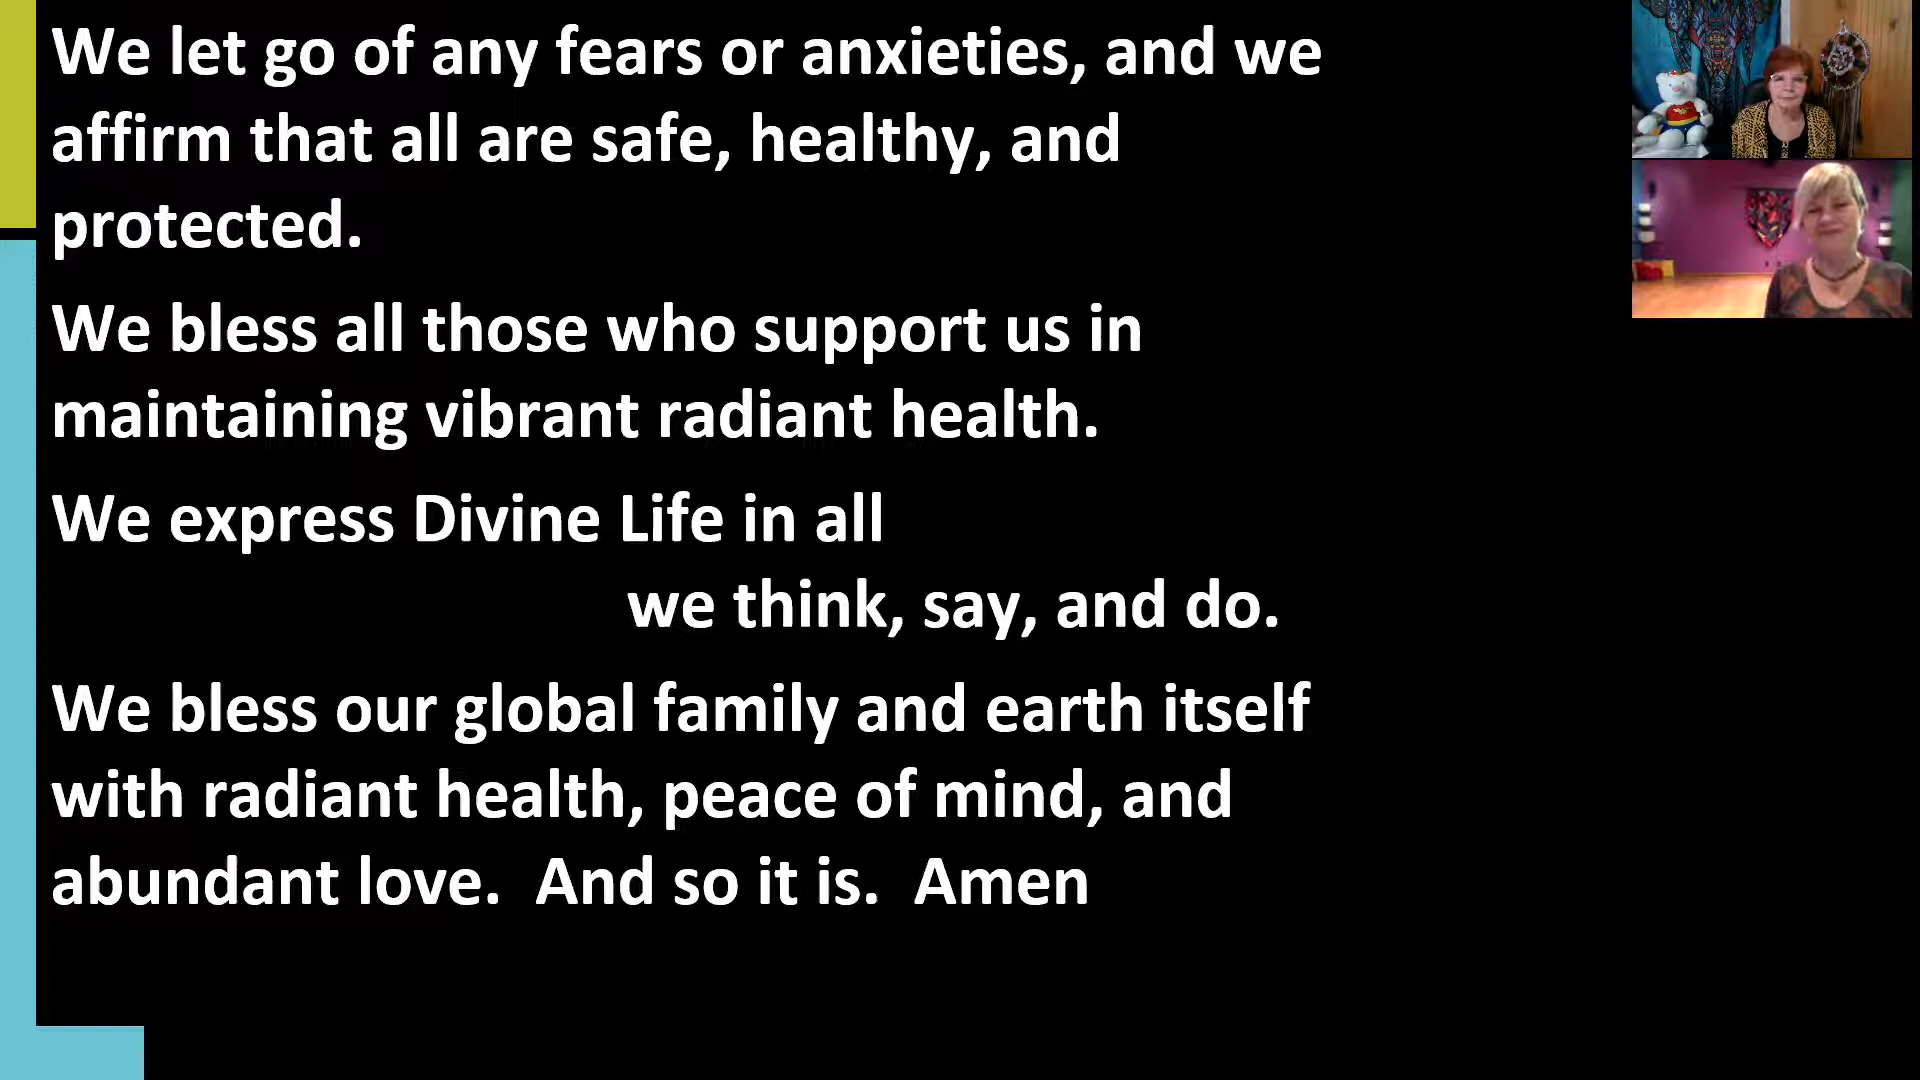 We let go of any fears or anxieties, and we
affirm that all are safe, healthy, and
protected.
We bless all those who support us in
maintaining vibrant radiant health.
We express Divine Life in all
we think, say, and do.
We bless our global family and earth itself
with radiant health, peace of mind, and
abundant love.  And so it is.  Amen